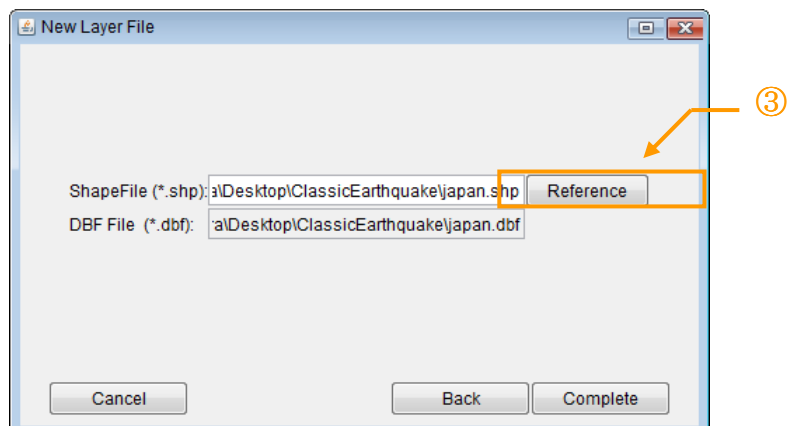 New Layer File
③
ShapeFile (*.shp): a\Desktop\ClassicEarthquake\japan.shp Reference
DBF File (*.dbf): a\Desktop\ClassicEarthquake\japan.dbf
Cancel Back Complete